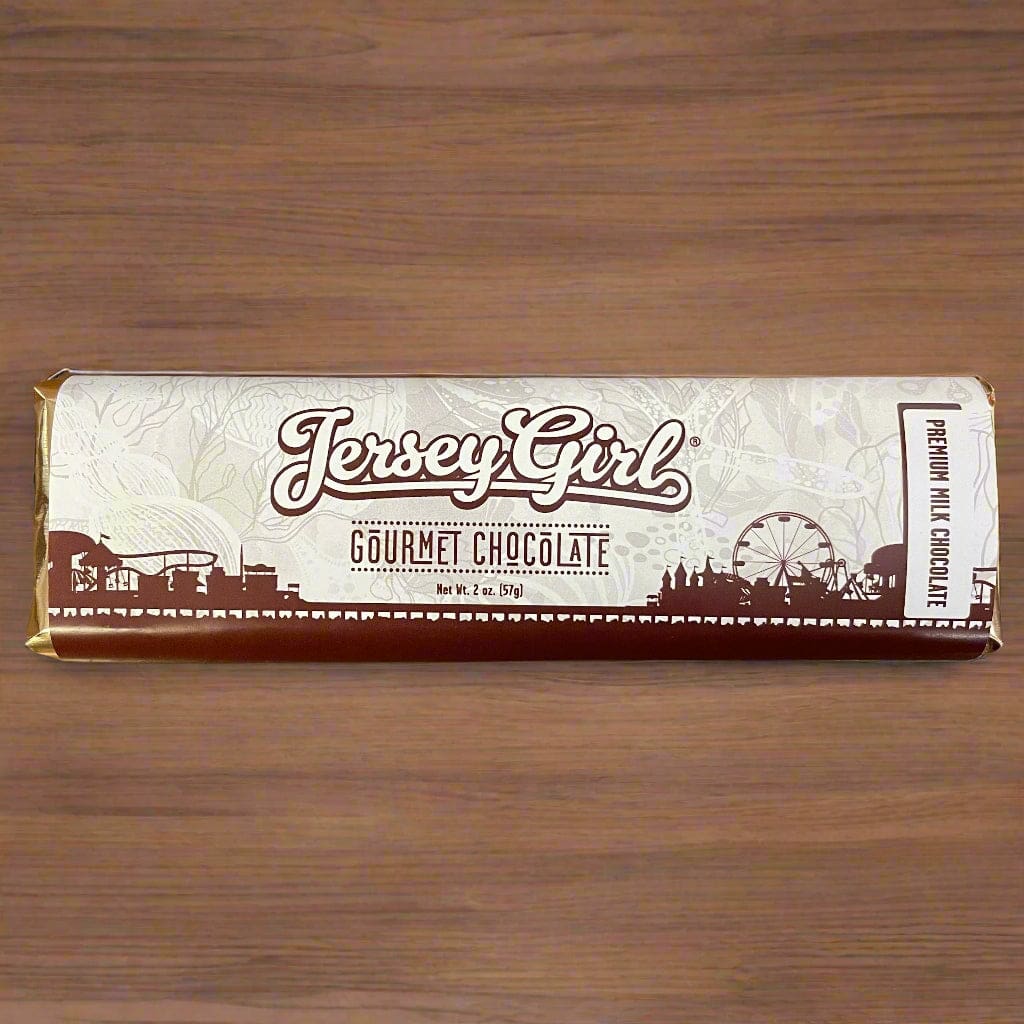 Jersey Girl®
GOURMET CHOCOLATE
Net Wt. 2 oz. (57g)
PREMIUM MILK CHOCOLATE